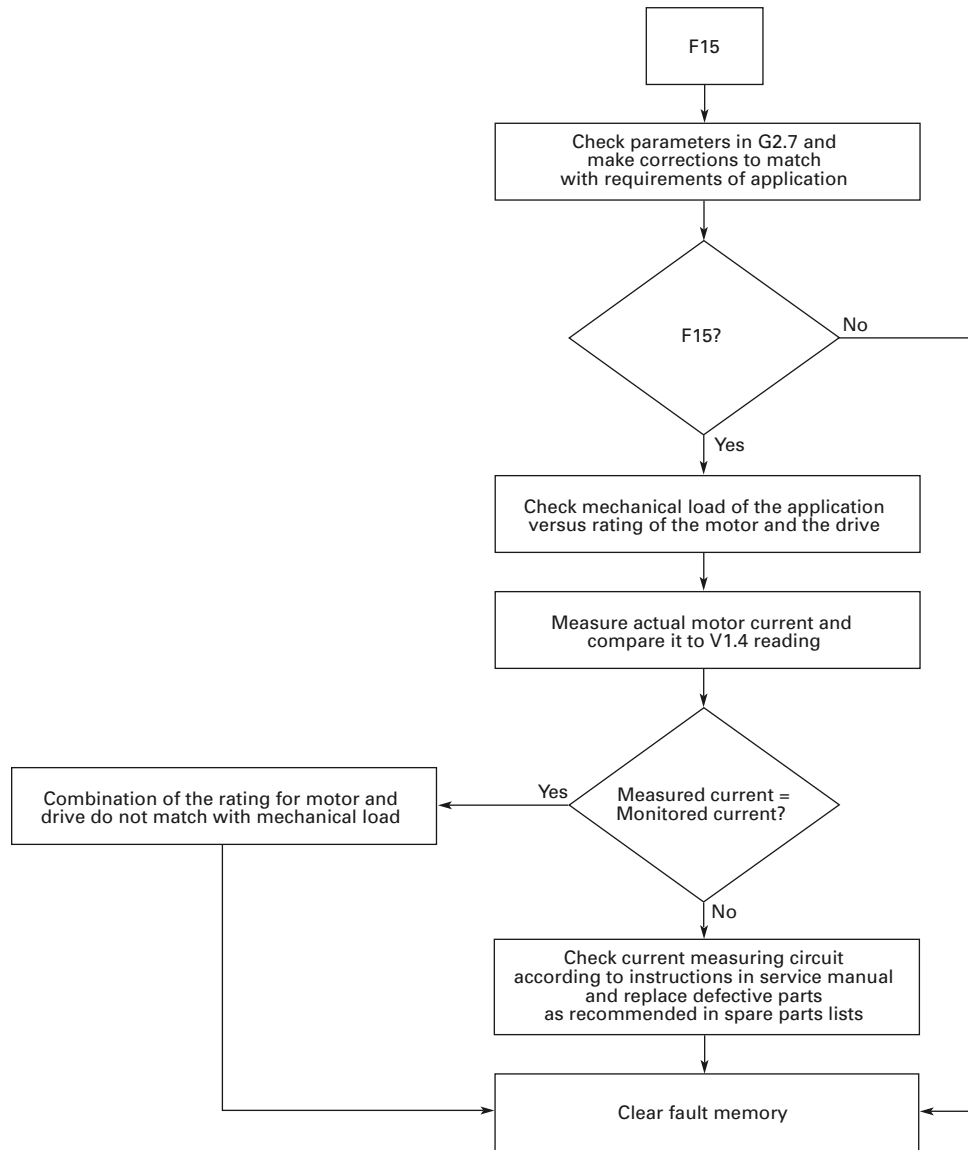 F15
Check parameters in G2.7 and
make corrections to match
with requirements of application
F15?
No
Yes
Check mechanical load of the application
versus rating of the motor and the drive
Measure actual motor current and
compare it to V1.4 reading
Combination of the rating for motor and
drive do not match with mechanical load
Yes
Measured current =
Monitored current?
No
Check current measuring circuit
according to instructions in service manual
and replace defective parts
as recommended in spare parts lists
Clear fault memory